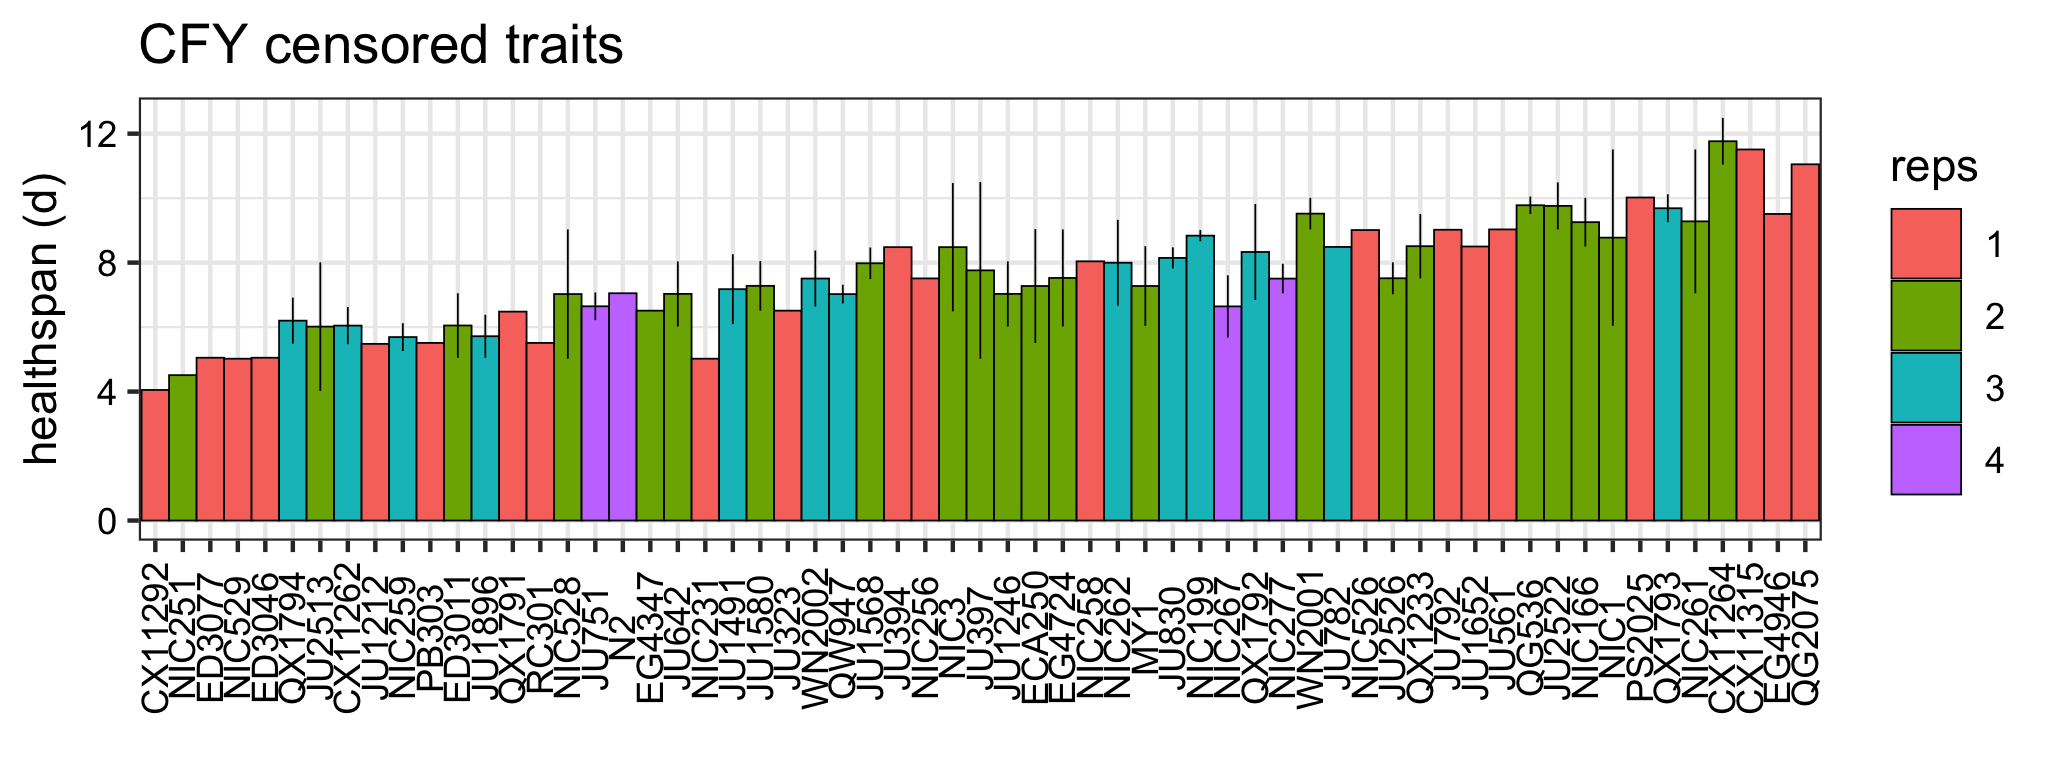 CFY censored traits
healthspan (d)
12
8
4
0
CX11292
NIC251
ED3077
NIC529
ED3046
QX1794
JU2513
CX11262
JU1212
NIC259
PB303
ED3011
JU1896
QX1791
RC301
NIC528
JU751
N2
EG4347
JU642
NIC231
JU1491
JU1580
JU323
WN2002
QW947
JU1568
JU394
NIC256
NIC3
JU397
JU1246
ECA250
EG4724
NIC258
NIC262
MY1
JU830
NIC199
NIC267
QX1792
NIC277
WN2001
JU782
NIC526
JU2526
QX1233
JU792
JU1652
JU561
QG536
JU2522
NIC166
NIC1
PS2025
QX1793
NIC261
CX11264
CX11315
EG4946
QG2075
reps
1
2
3
4